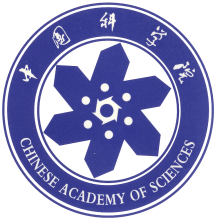 中国科学院
CHINESE ACADEMY OF SCIENCES